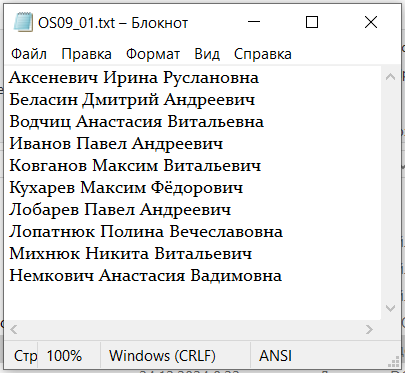 OS09_01.txt – Блокнот
Файл Правка Формат Вид Справка
Аксеневич Ирина Руслановна
Беласин Дмитрий Андреевич
Водчиц Анастасия Витальевна
Иванов Павел Андреевич
Ковганов Максим Витальевич
Кухарев Максим Фёдорович
Лобарев Павел Андреевич
Лопатнюк Полина Вечеславовна
Михнюк Никита Витальевич
Немкович Анастасия Вадимовна
Стр 100% Windows (CRLF) ANSI